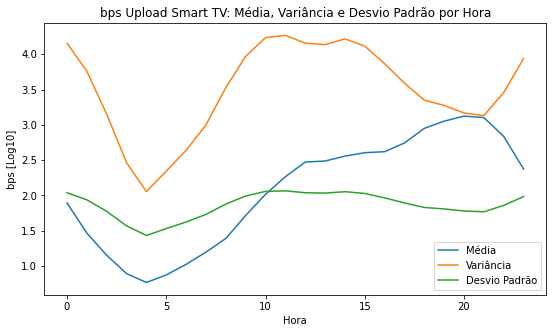 bps Upload Smart TV: Média, Variância e Desvio Padrão por Hora
bps [Log10]
4.0
3.5
3.0
2.5
2.0
1.5
1.0
0 5 10 15 20
Hora
Média
Variância
Desvio Padrão